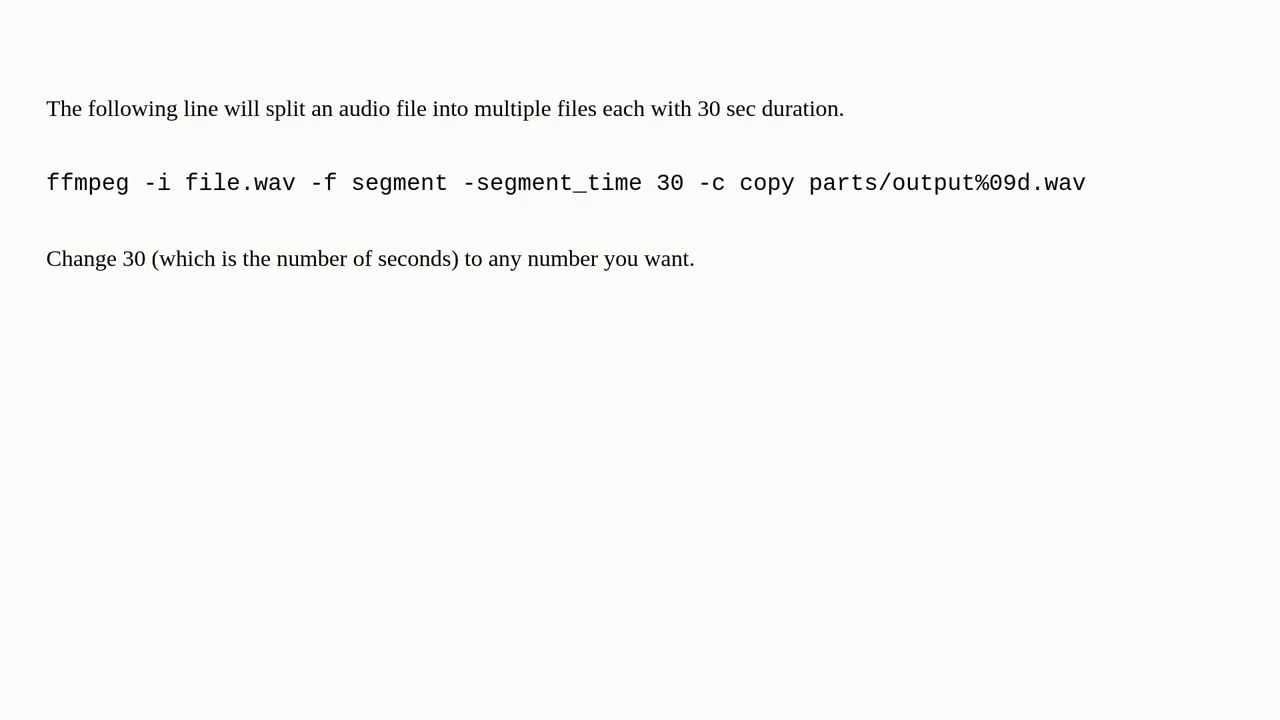 The following line will split an audio file into multiple files each with 30 sec duration.
ffmpeg -i file.wav -f segment -segment_time 30 -c copy parts/output%09d.wav
Change 30 (which is the number of seconds) to any number you want.